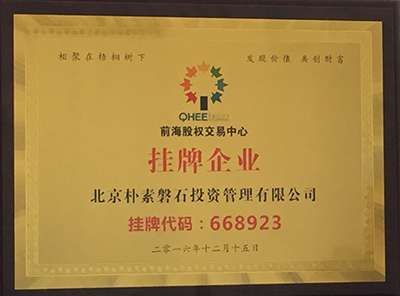 相聚在梧桐树下
发现价值 共创财富
QHEE
前海股权交易中心
挂牌企业
北京朴素磐石投资管理有限公司
挂牌代码：668923
二零一六年十二月十五日